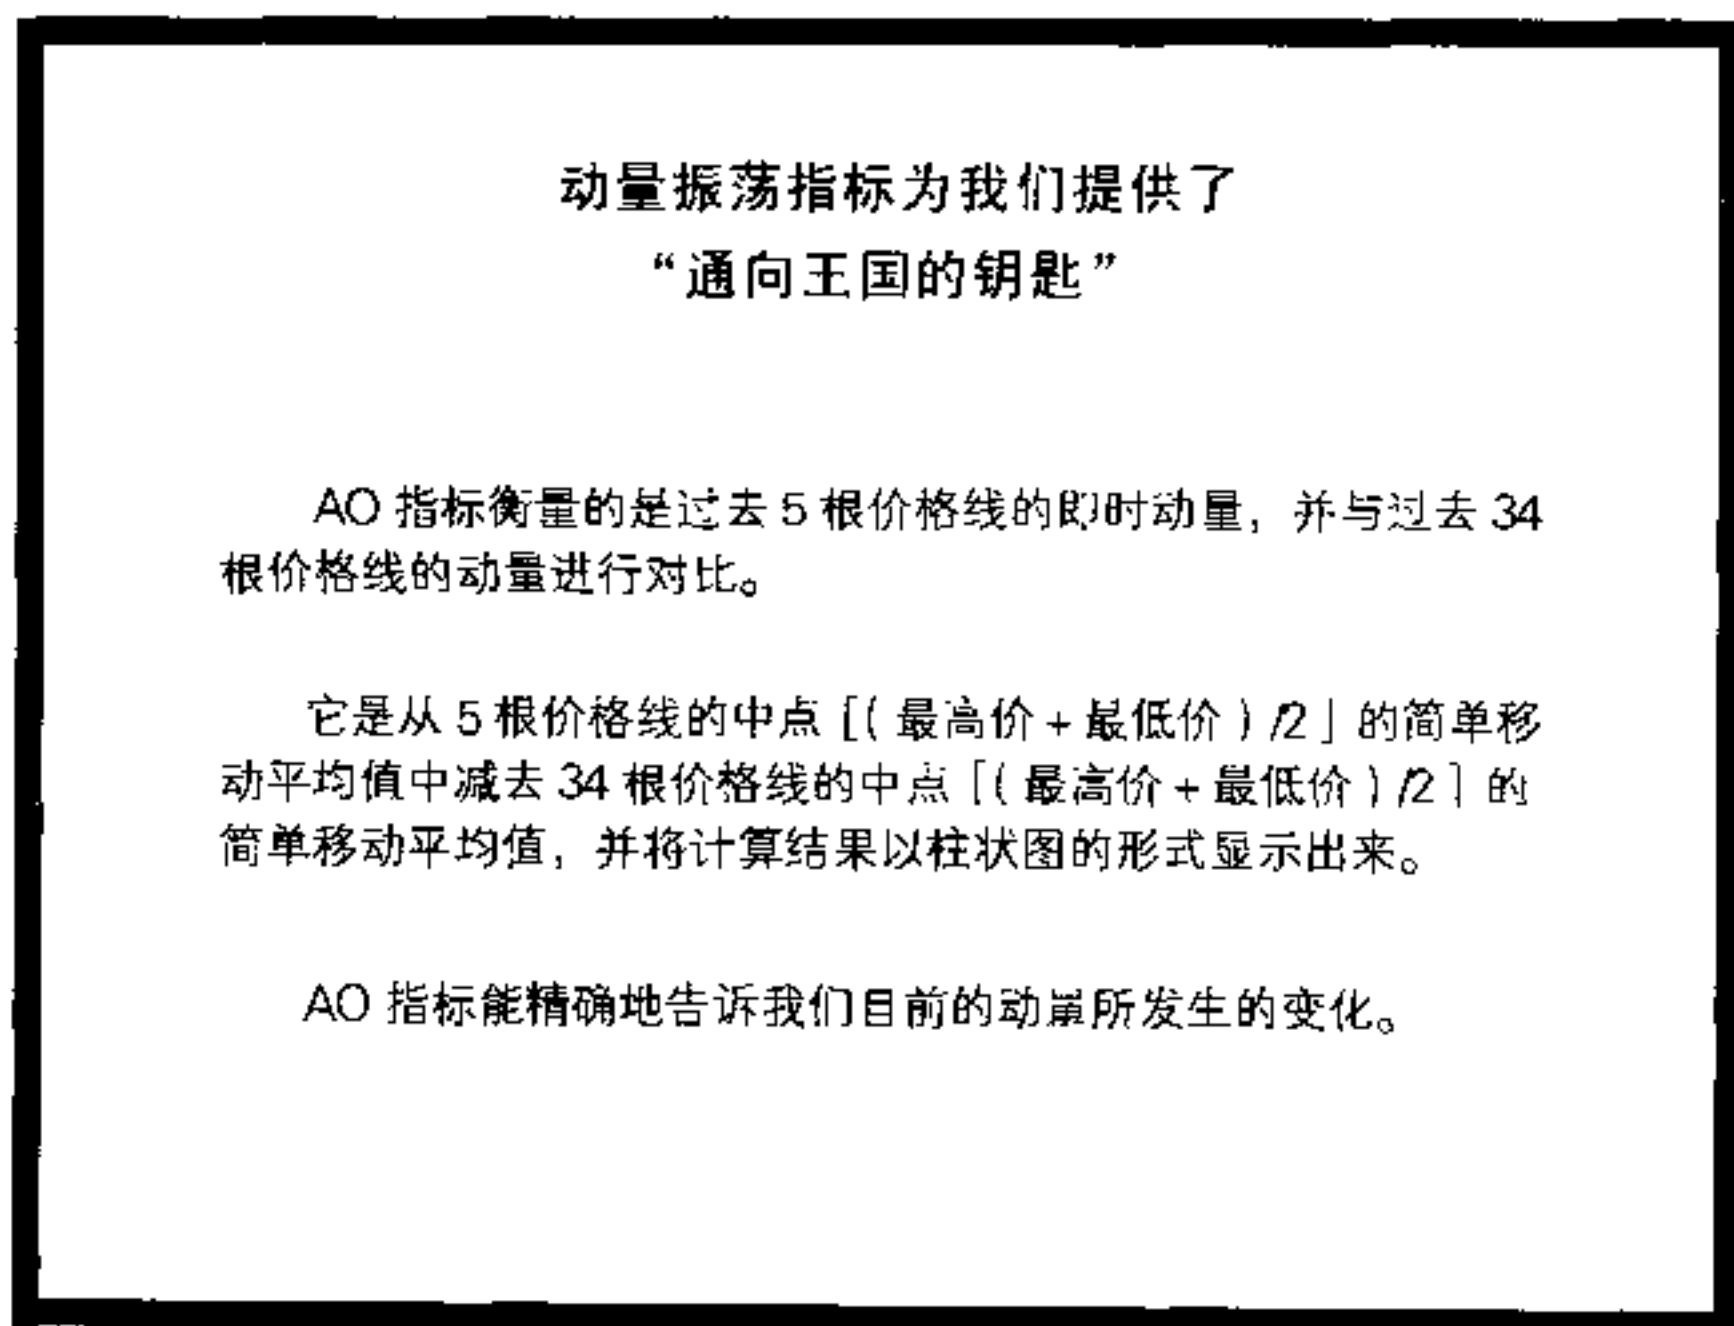 动量振荡指标为我们提供了
“通向王国的钥匙”
AO 指标衡量的是过去 5 根价格线的即时动量，并与过去 34
根价格线的动量进行对比。
它是从 5 根价格线的中点 [(最高价 + 最低价) /2] 的简单移
动平均值中减去 34 根价格线的中点 [(最高价 + 最低价) /2] 的
简单移动平均值，并将计算结果以柱状图的形式显示出来。
AO 指标能精确地告诉我们目前的动量所发生的变化。